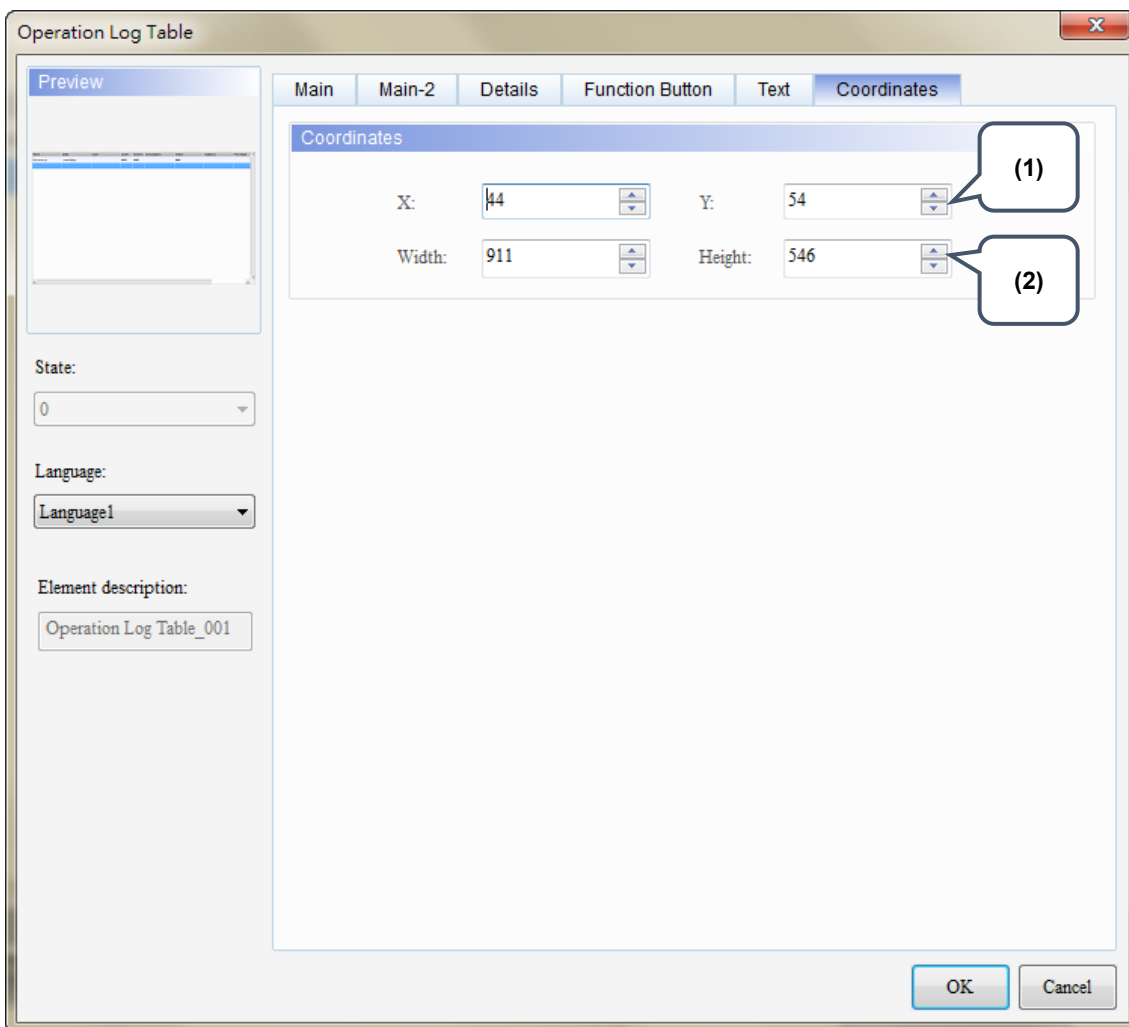 Operation Log Table
X
Preview
Main Main-2 Details Function Button Text Coordinates
Coordinates
(1)
X: 44 Y: 54
Width: 911 Height: 546
(2)
State:
0
Language:
Language1
Element description:
Operation Log Table_001
OK Cancel